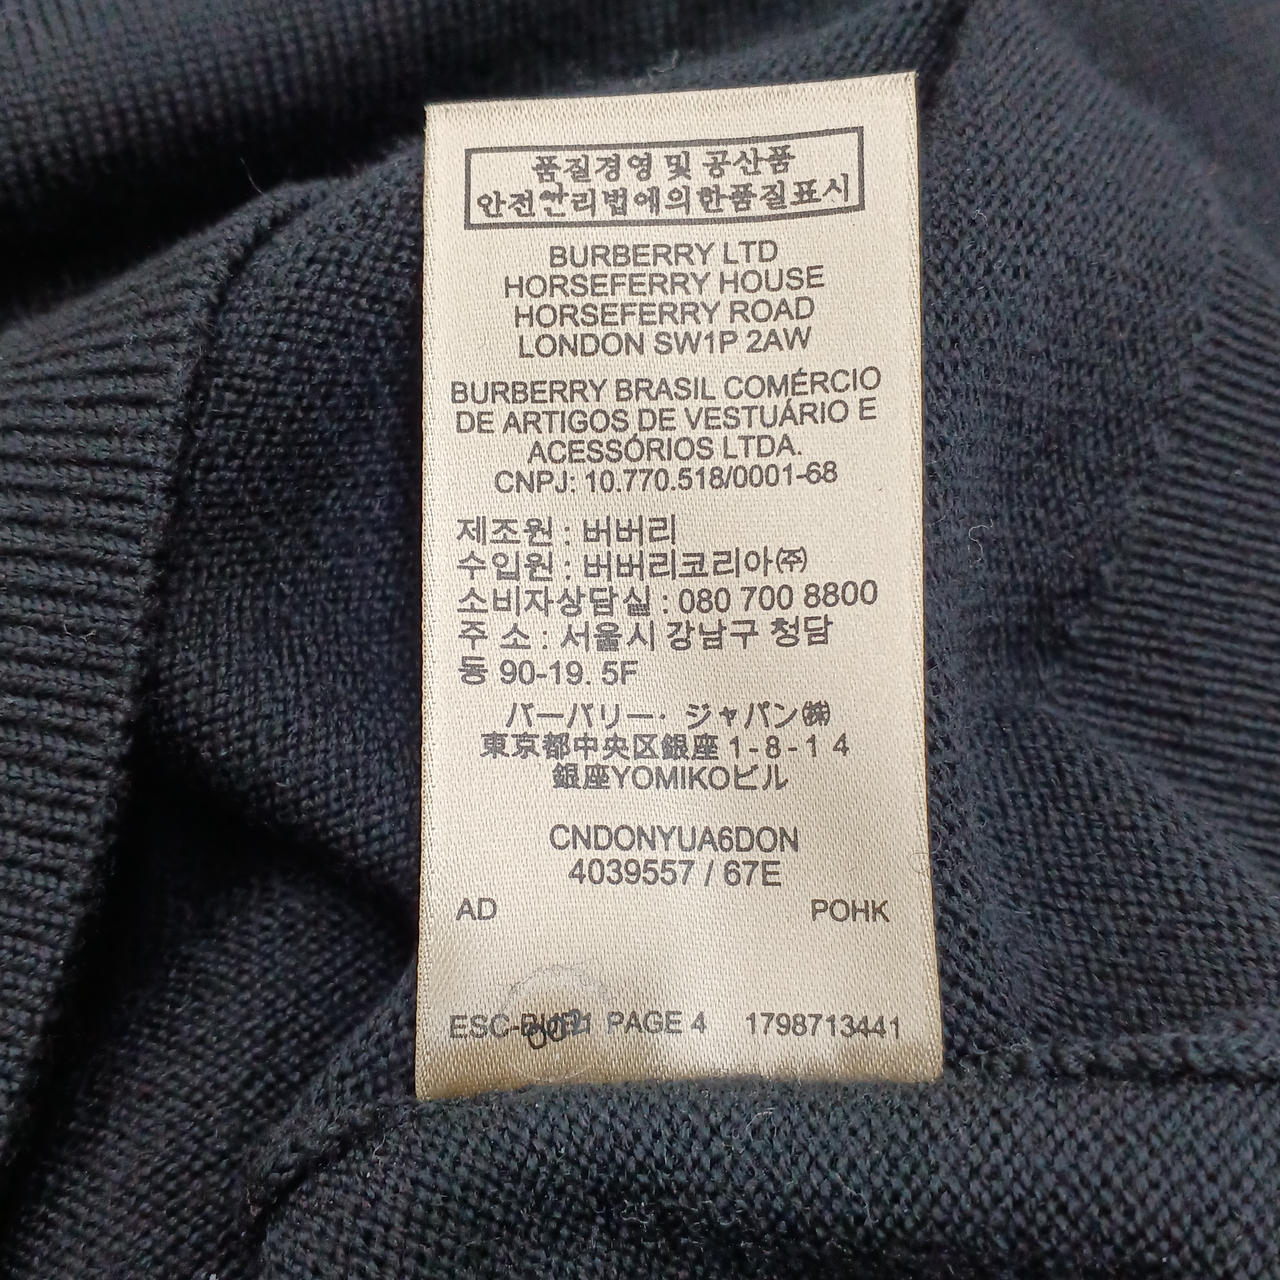 품질경영 및 공산품
안전관리법에의한품질표시
BURBERRY LTD
HORSEFERRY HOUSE
HORSEFERRY ROAD
LONDON SW1P 2AW
BURBERRY BRASIL COMÉRCIO
DE ARTIGOS DE VESTUÁRIO E
ACESSÓRIOS LTDA.
CNPJ: 10.770.518/0001-68
제조원 : 버버리
수입원 : 버버리코리아㈜
소비자상담실 : 080 700 8800
주 소 : 서울시 강남구 청담
동 90-19. 5F
バーバリー・ジャパン㈱
東京都中央区銀座 1-8-1 4
銀座YOMIKOビル
CNDONYUA6DON
4039557 / 67E
AD POHK
PAGE 4 1798713441